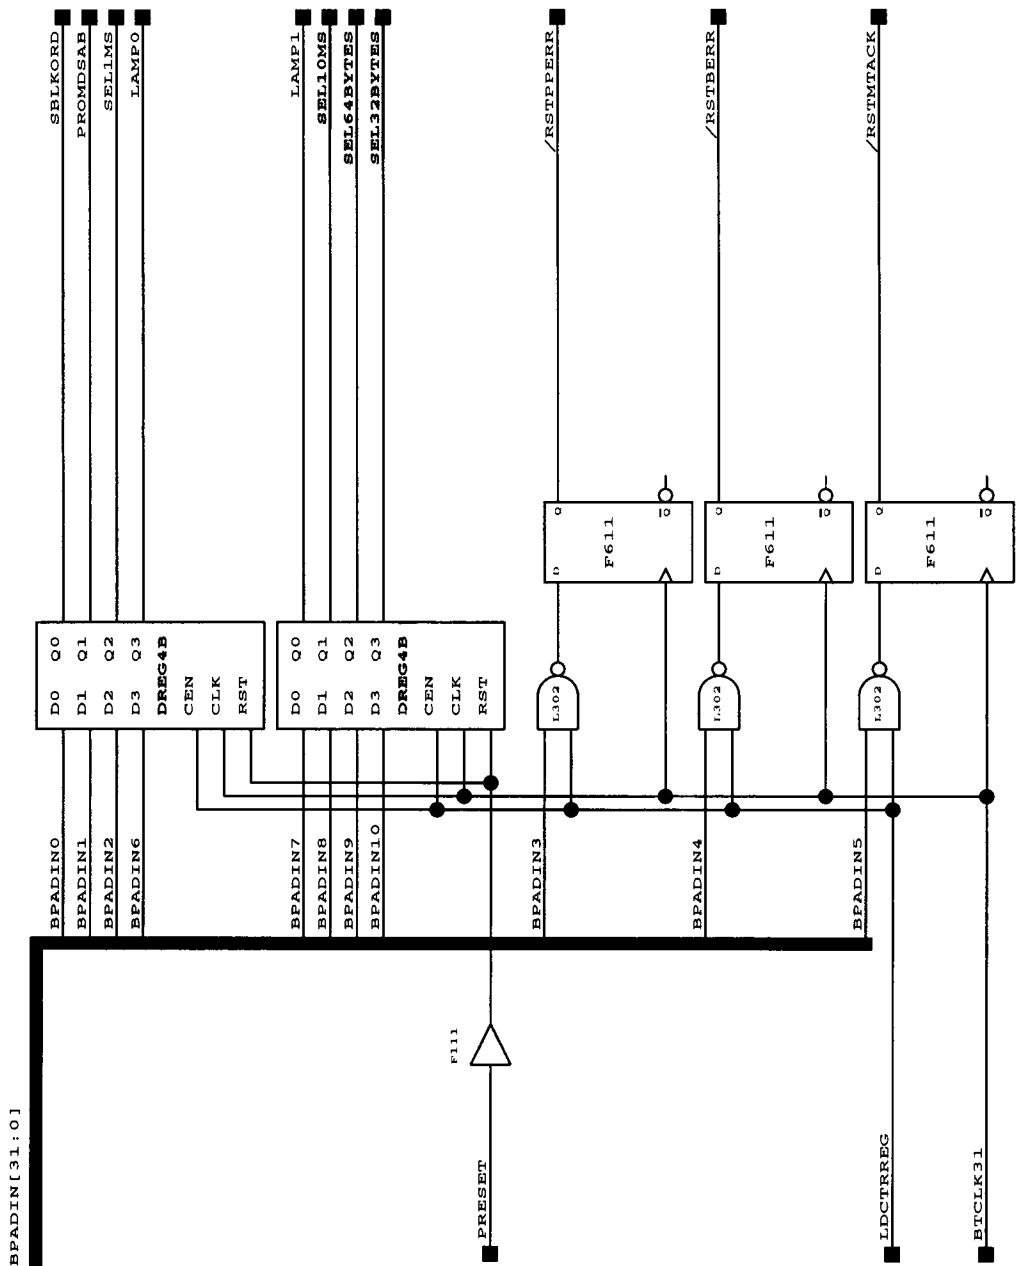 SBLKORD
PROMDSAB
SEL1MS
LAMP0
LAMP1
SEL10MS
SEL64BYTES
SEL32BYTES
/RSTPPERR
/RSTBERR
/RSTMTACK
Q
Q
F611
D
Q
Q
F611
D
Q
Q
F611
D
D0 Q0
D1 Q1
D2 Q2
D3 Q3
DREG4B
CEN
CLK
RST
D0 Q0
D1 Q1
D2 Q2
D3 Q3
DREG4B
CEN
CLK
RST
L302
L302
L302
BPADIN0
BPADIN1
BPADIN2
BPADIN6
BPADIN7
BPADIN8
BPADIN9
BPADIN10
BPADIN3
BPADIN4
BPADIN5
F111
BPADIN[31:0]
PRESET
LDCTRREG
BTCLK31